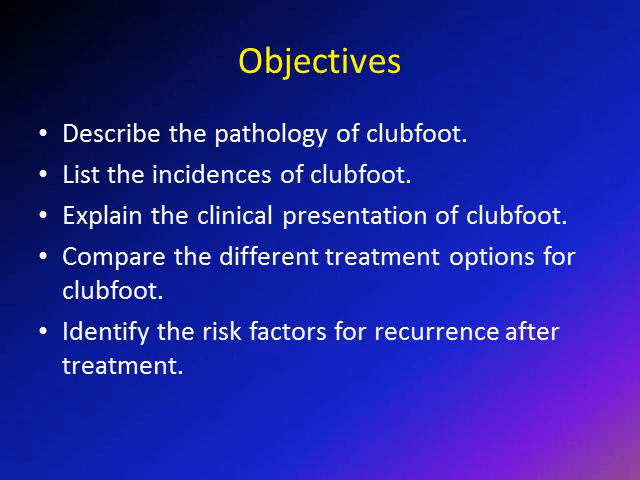 Objectives
• Describe the pathology of clubfoot.
• List the incidences of clubfoot.
• Explain the clinical presentation of clubfoot.
• Compare the different treatment options for
clubfoot.
• Identify the risk factors for recurrence after
treatment.